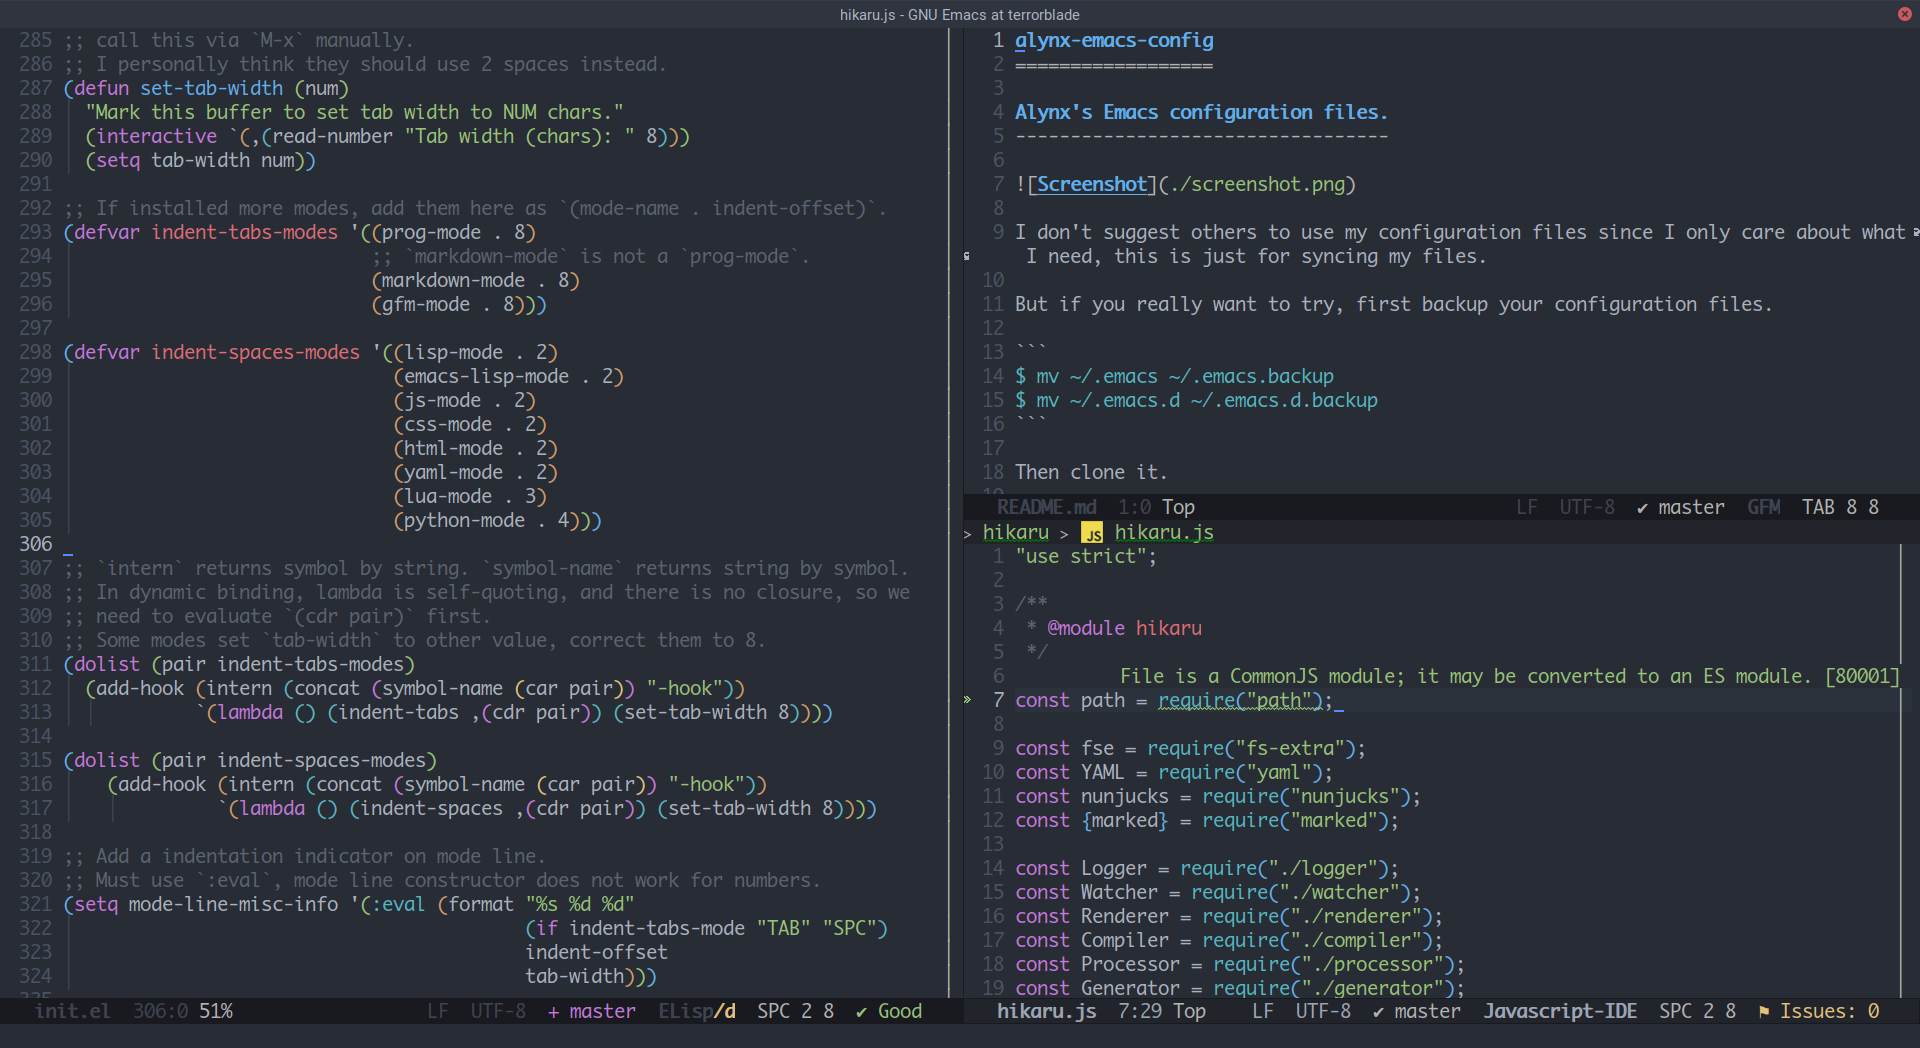 hikaru.js - GNU Emacs at terrorblade
285 ;; call this via `M-x` manually.
286 ;; I personally think they should use 2 spaces instead.
287 (defun set-tab-width (num)
288   "Mark this buffer to set tab width to NUM chars."
289   (interactive `(,(read-number "Tab width (chars): " 8)))
290   (setq tab-width num))
291
292 ;; If installed more modes, add them here as `(mode-name . indent-offset)`.
293 (defvar indent-tabs-modes '((prog-mode . 8)
294                             ;; `markdown-mode` is not a `prog-mode`.
295                             (markdown-mode . 8)
296                             (gfm-mode . 8)))
297
298 (defvar indent-spaces-modes '((lisp-mode . 2)
299                               (emacs-lisp-mode . 2)
300                               (js-mode . 2)
301                               (css-mode . 2)
302                               (html-mode . 2)
303                               (yaml-mode . 2)
304                               (lua-mode . 3)
305                               (python-mode . 4)))
306
307 ;; `intern` returns symbol by string. `symbol-name` returns string by symbol.
308 ;; In dynamic binding, lambda is self-quoting, and there is no closure, so we
309 ;; need to evaluate `(cdr pair)` first.
310 ;; Some modes set `tab-width` to other value, correct them to 8.
311 (dolist (pair indent-tabs-modes)
312   (add-hook (intern (concat (symbol-name (car pair)) "-hook"))
313             `(lambda () (indent-tabs ,(cdr pair)) (set-tab-width 8))))
314
315 (dolist (pair indent-spaces-modes)
316     (add-hook (intern (concat (symbol-name (car pair)) "-hook"))
317               `(lambda () (indent-spaces ,(cdr pair)) (set-tab-width 8))))
318
319 ;; Add a indentation indicator on mode line.
320 ;; Must use `:eval`, mode line constructor does not work for numbers.
321 (setq mode-line-misc-info '(:eval (format "%s %d %d"
322                                           (if indent-tabs-mode "TAB" "SPC")
323                                           indent-offset
324                                           tab-width)))
init.el 306:0 51% LF UTF-8 + master ELisp/d SPC 2 8 ✔ Good
1 alynx-emacs-config
2 ==================
3
4 Alynx's Emacs configuration files.
5 ----------------------------------
6
7 ![Screenshot](./screenshot.png)
8
9 I don't suggest others to use my configuration files since I only care about what
 I need, this is just for syncing my files.
10
11 But if you really want to try, first backup your configuration files.
12
13 ```
14 $ mv ~/.emacs ~/.emacs.backup
15 $ mv ~/.emacs.d ~/.emacs.d.backup
16 ```
17
18 Then clone it.
README.md 1:0 Top LF UTF-8 ✔ master GFM TAB 8 8
> hikaru > JS hikaru.js
1 "use strict";
2
3 /**
4  * @module hikaru
5  */
6 File is a CommonJS module; it may be converted to an ES module. [80001]
» 7 const path = require("path");
8
9 const fse = require("fs-extra");
10 const YAML = require("yaml");
11 const nunjucks = require("nunjucks");
12 const {marked} = require("marked");
13
14 const Logger = require("./logger");
15 const Watcher = require("./watcher");
16 const Renderer = require("./renderer");
17 const Compiler = require("./compiler");
18 const Processor = require("./processor");
19 const Generator = require("./generator");
hikaru.js 7:29 Top LF UTF-8 ✔ master Javascript-IDE SPC 2 8 ⚑ Issues: 0